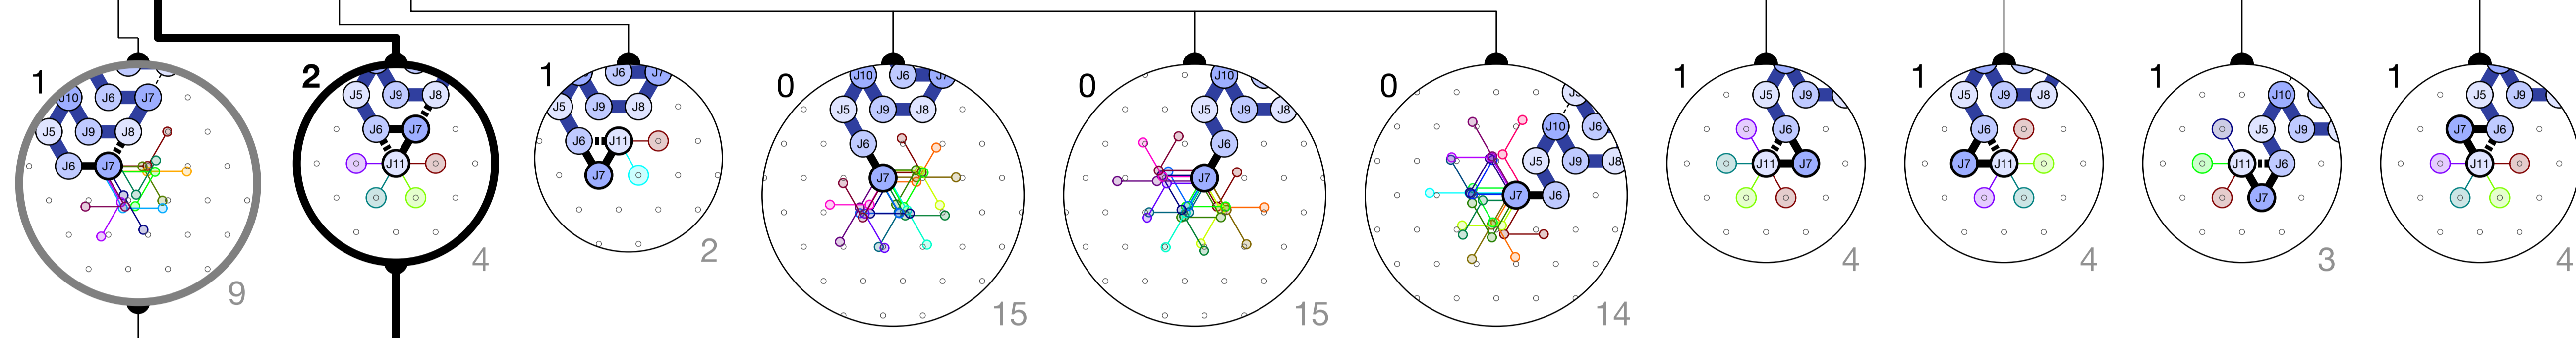 1 J10 J6 J7 J5 J9 J8 J6 J7 9
2 J5 J9 J8 J6 J7 J11 4
1 J6 J7 J5 J9 J8 J6 J11 J7 2
0 J10 J6 J7 J5 J9 J8 J6 J7 15
0 J10 J5 J9 J8 J6 J7 15
0 J10 J6 J5 J9 J8 J7 J6 14
1 J5 J9 J6 J11 J7 4
1 J5 J9 J8 J6 J7 J11 4
1 J10 J5 J9 J11 J6 J7 3
1 J5 J9 J7 J6 J11 4